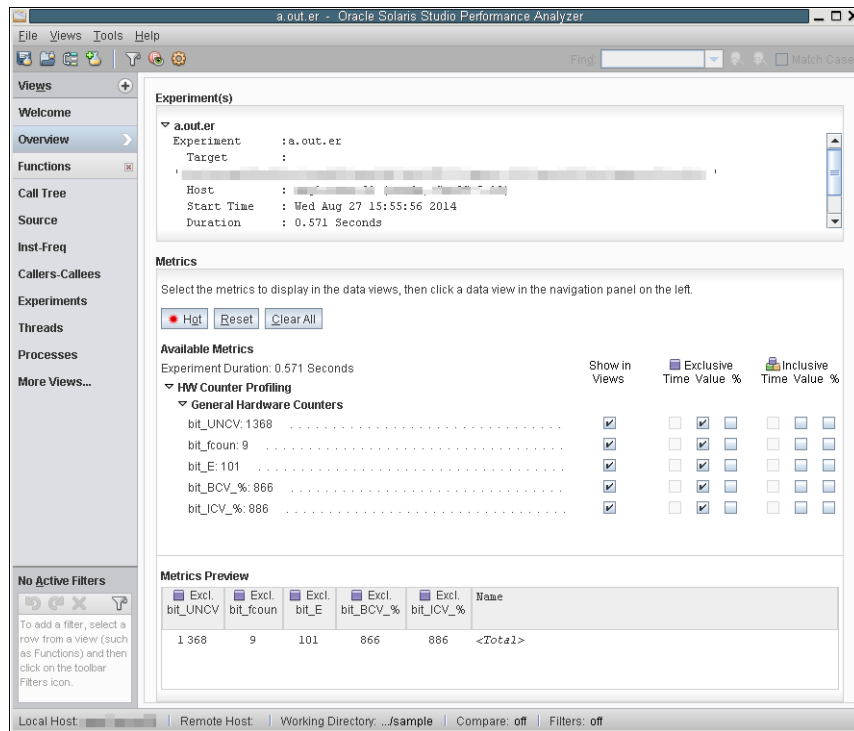 a.out.er - Oracle Solaris Studio Performance Analyzer
File Views Tools Help
Find: Match Case
Views
Welcome
Overview
Functions
Call Tree
Source
Inst-Freq
Callers-Callees
Experiments
Threads
Processes
More Views...
Experiment(s)
a.out.er
Experiment :a.out.er
Target :
' '
Host :
Start Time : Wed Aug 27 15:55:56 2014
Duration : 0.571 Seconds
Metrics
Select the metrics to display in the data views, then click a data view in the navigation panel on the left.
Hot Reset Clear All
Available Metrics
Experiment Duration: 0.571 Seconds
Show in Views
Exclusive
Time Value %
Inclusive
Time Value %
HW Counter Profiling
General Hardware Counters
bit_UNCV: 1368
bit_fcoun: 9
bit_E: 101
bit_BCV_%: 866
bit_ICV_%: 886
No Active Filters
To add a filter, select a
row from a view (such
as Functions) and then
click on the toolbar
Filters icon.
Metrics Preview
Excl. Excl. Excl. Excl. Excl. Name
bit_UNCV bit_fcoun bit_E bit_BCV_% bit_ICV_%
1368 9 101 866 886 <Total>
Local Host: Remote Host: Working Directory: .../sample Compare: off Filters: off